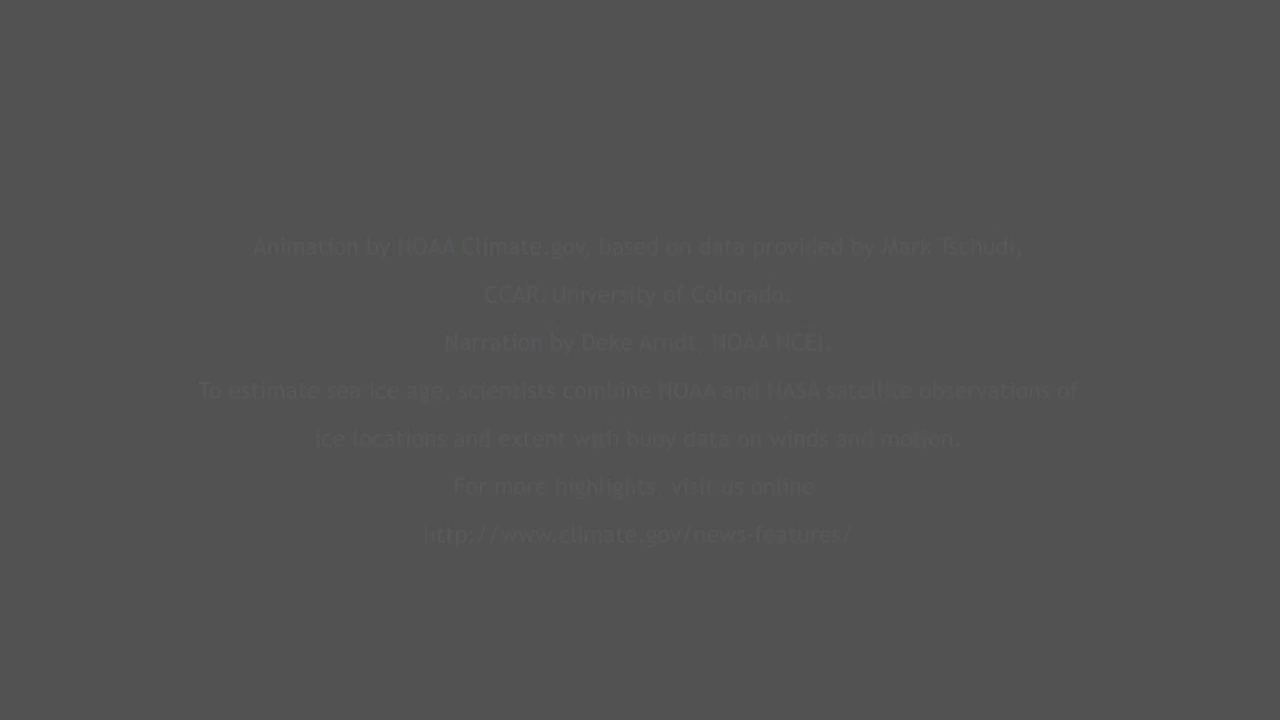 Animation by NOAA Climate.gov, based on data provided by Mark Tschudi,
CCAR, University of Colorado.
Narration by Deke Arndt, NOAA NCEI.
To estimate sea ice age, scientists combine NOAA and NASA satellite observations of
ice locations and extent with buoy data on winds and motion.
For more highlights, visit us online
http://www.climate.gov/news-features/